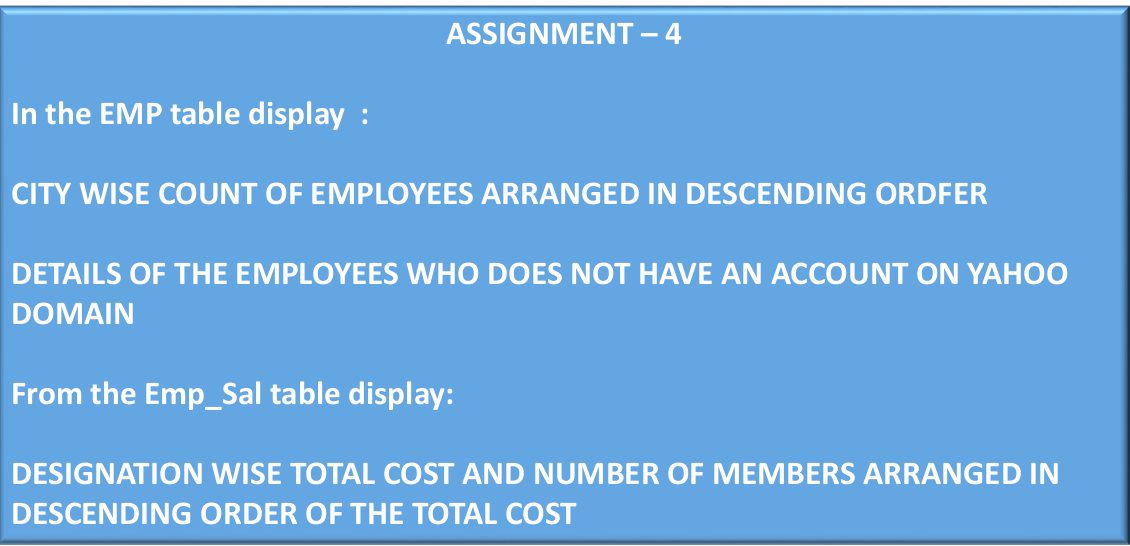 ASSIGNMENT – 4
In the EMP table display  :
CITY WISE COUNT OF EMPLOYEES ARRANGED IN DESCENDING ORDFER
DETAILS OF THE EMPLOYEES WHO DOES NOT HAVE AN ACCOUNT ON YAHOO
DOMAIN
From the Emp_Sal table display:
DESIGNATION WISE TOTAL COST AND NUMBER OF MEMBERS ARRANGED IN
DESCENDING ORDER OF THE TOTAL COST